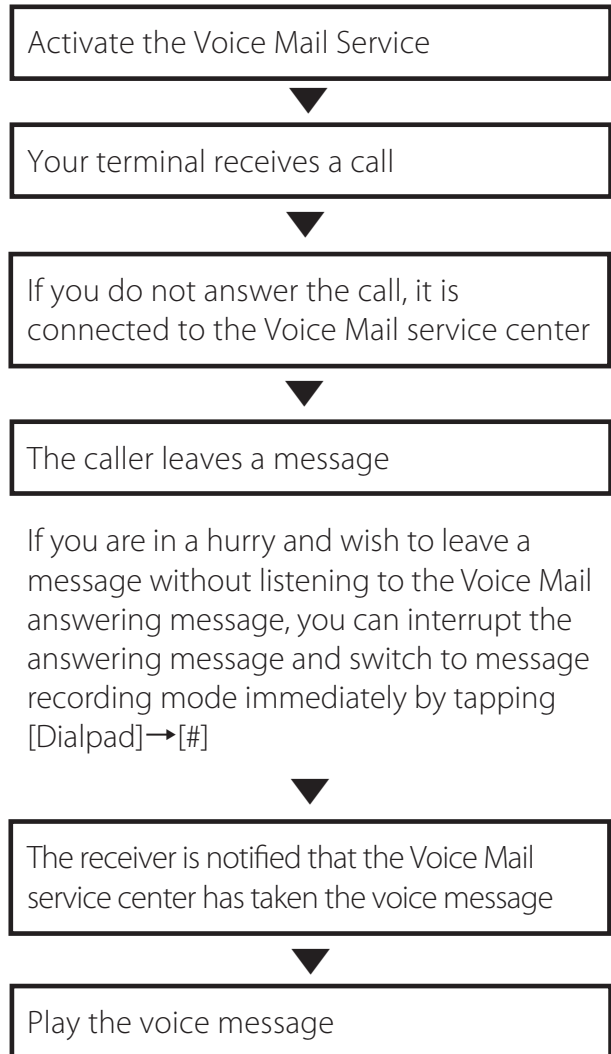 Activate the Voice Mail Service
Your terminal receives a call
If you do not answer the call, it is
connected to the Voice Mail service center
The caller leaves a message
If you are in a hurry and wish to leave a
message without listening to the Voice Mail
answering message, you can interrupt the
answering message and switch to message
recording mode immediately by tapping
[Dialpad]→[#]
The receiver is notified that the Voice Mail
service center has taken the voice message
Play the voice message